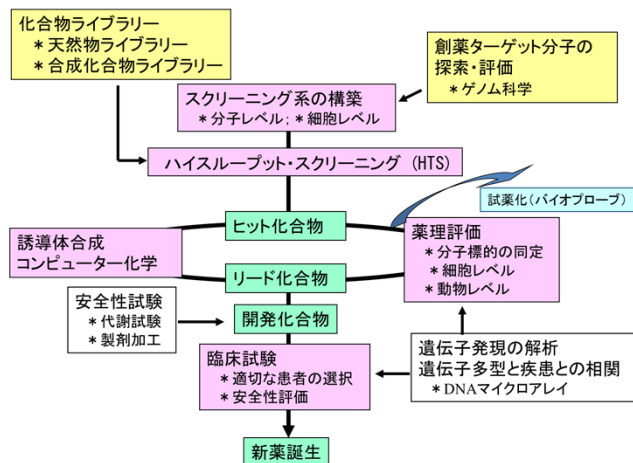 化合物ライブラリー
＊天然物ライブラリー
＊合成化合物ライブラリー
創薬ターゲット分子の
探索・評価
＊ゲノム科学
スクリーニング系の構築
＊分子レベル；＊細胞レベル
ハイスループット・スクリーニング (HTS)
試薬化（バイオプローブ）
ヒット化合物
誘導体合成
コンピューター化学
薬理評価
＊分子標的の同定
＊細胞レベル
＊動物レベル
リード化合物
安全性試験
＊代謝試験
＊製剤加工
開発化合物
遺伝子発現の解析
遺伝子多型と疾患との相関
＊DNAマイクロアレイ
臨床試験
＊適切な患者の選択
＊安全性評価
新薬誕生